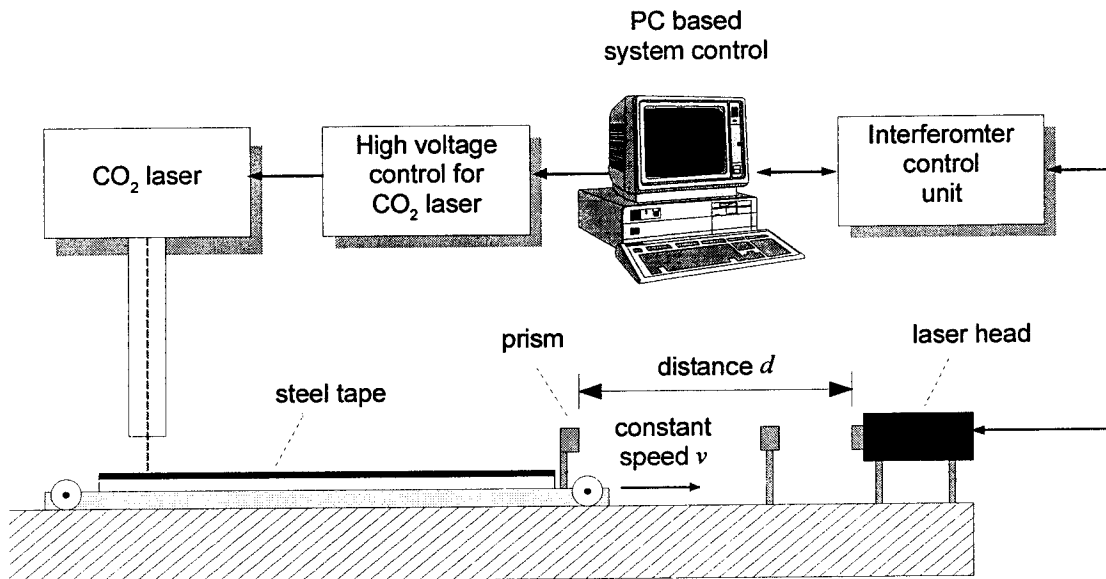 PC based
system control
CO₂ laser
High voltage
control for
CO₂ laser
Interferomter
control
unit
prism
distance d
laser head
steel tape
constant
speed v